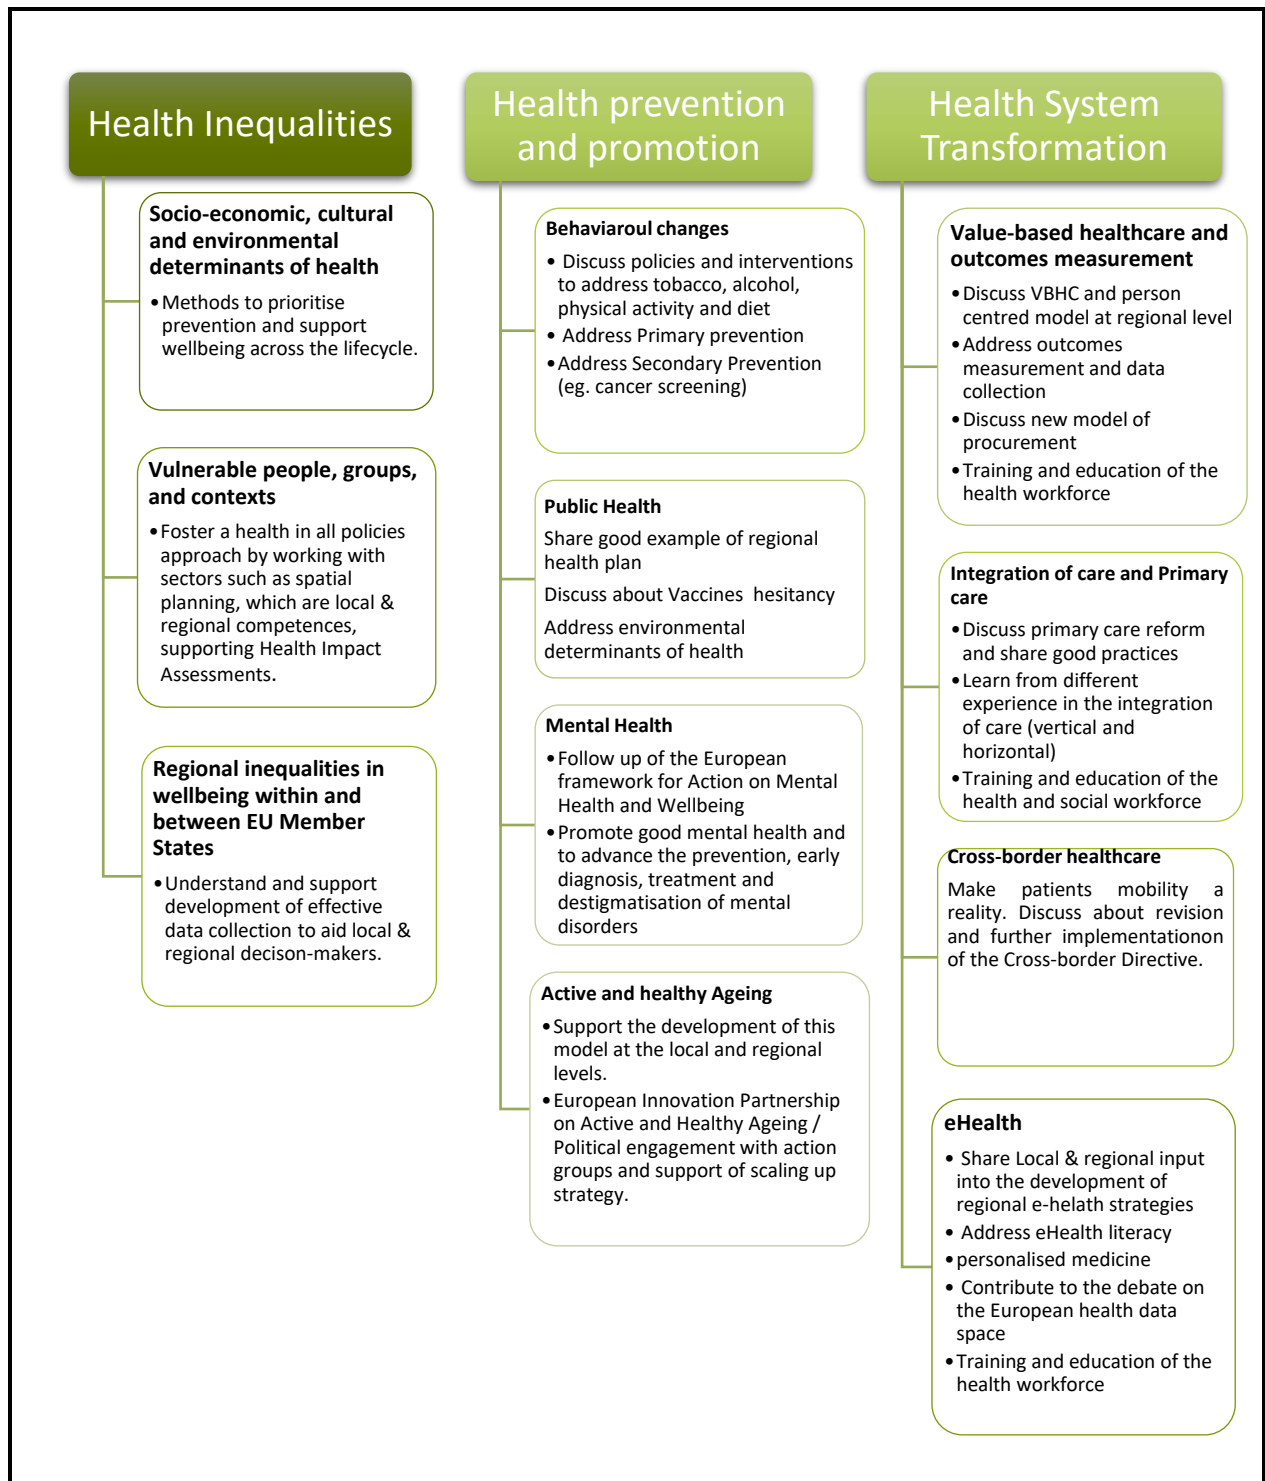 Health Inequalities
Socio-economic, cultural
and environmental
determinants of health
•Methods to prioritise
prevention and support
wellbeing across the lifecycle.
Vulnerable people, groups,
and contexts
•Foster a health in all policies
approach by working with
sectors such as spatial
planning, which are local &
regional competences,
supporting Health Impact
Assessments.
Regional inequalities in
wellbeing within and
between EU Member
States
•Understand and support
development of effective
data collection to aid local &
regional decison-makers.
Health prevention
and promotion
Behaviaroul changes
• Discuss policies and interventions
to address tobacco, alcohol,
physical activity and diet
• Address Primary prevention
•Address Secondary Prevention
(eg. cancer screening)
Public Health
Share good example of regional
health plan
Discuss about Vaccines hesitancy
Address environmental
determinants of health
Mental Health
•Follow up of the European
framework for Action on Mental
Health and Wellbeing
•Promote good mental health and
to advance the prevention, early
diagnosis, treatment and
destigmatisation of mental
disorders
Active and healthy Ageing
•Support the development of this
model at the local and regional
levels.
•European Innovation Partnership
on Active and Healthy Ageing /
Political engagement with action
groups and support of scaling up
strategy.
Health System
Transformation
Value-based healthcare and
outcomes measurement
•Discuss VBHC and person
centred model at regional level
•Address outcomes
measurement and data
collection
•Discuss new model of
procurement
•Training and education of the
health workforce
Integration of care and Primary
care
•Discuss primary care reform
and share good practices
•Learn from different
experience in the integration
of care (vertical and
horizontal)
•Training and education of the
health and social workforce
Cross-border healthcare
Make patients mobility a
reality. Discuss about revision
and further implementationon
of the Cross-border Directive.
eHealth
• Share Local & regional input
into the development of
regional e-helath strategies
• Address eHealth literacy
•personalised medicine
• Contribute to the debate on
the European health data
space
•Training and education of the
health workforce